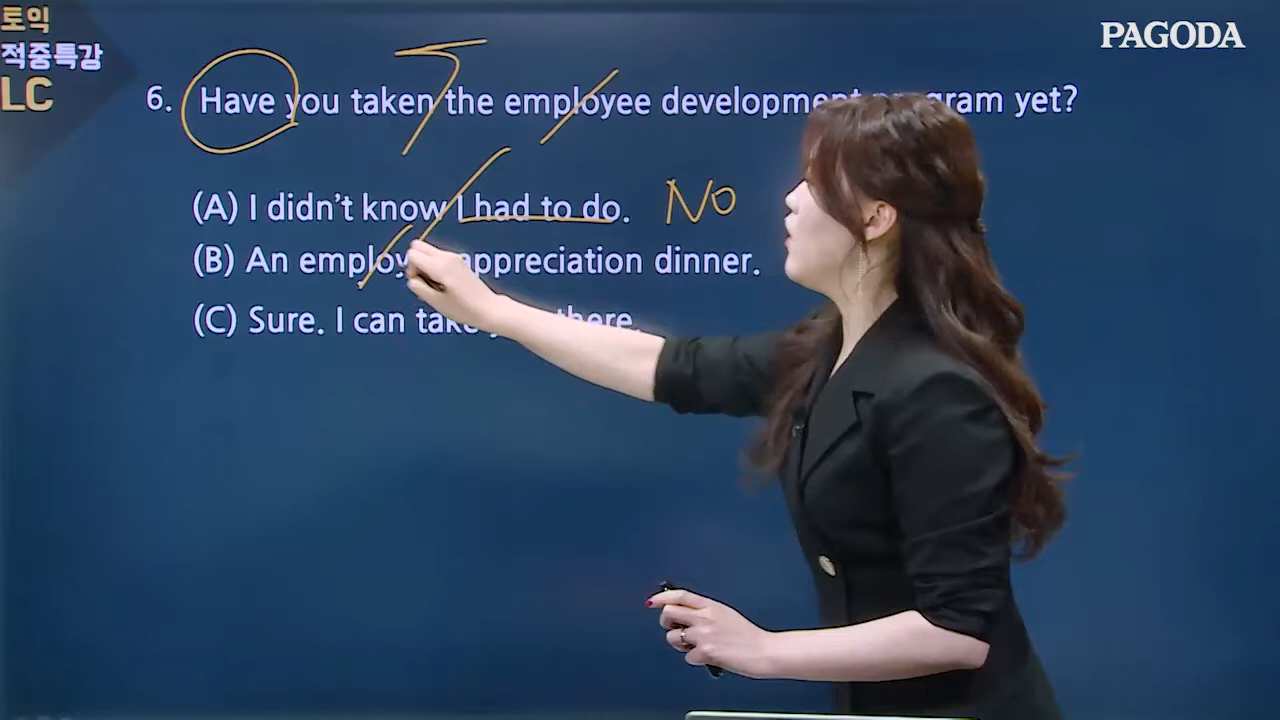 토익
적중특강
LC
PAGODA
6. Have you taken the employee development program yet?
(A) I didn't know I had to do. NO
(B) An employ appreciation dinner.
(C) Sure. I can take there.